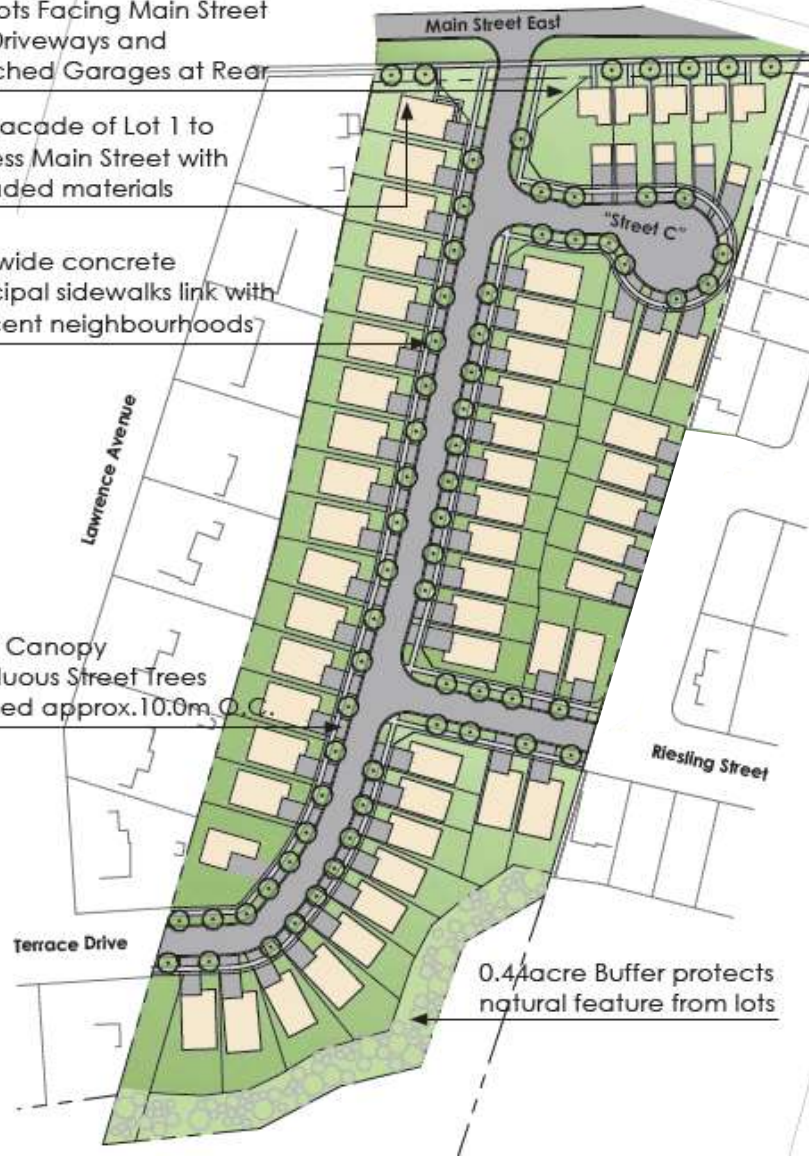 ots Facing Main Street
Driveways and
ched Garages at Rear
acade of Lot 1 to
ess Main Street with
ded materials
wide concrete
cipal sidewalks link with
cent neighbourhoods
Canopy
uous Street Trees
ed approx.10.0m O.C.
Main Street East
"Street C"
Lawrence Avenue
Riesling Street
Terrace Drive
0.44acre Buffer protects
natural feature from lots